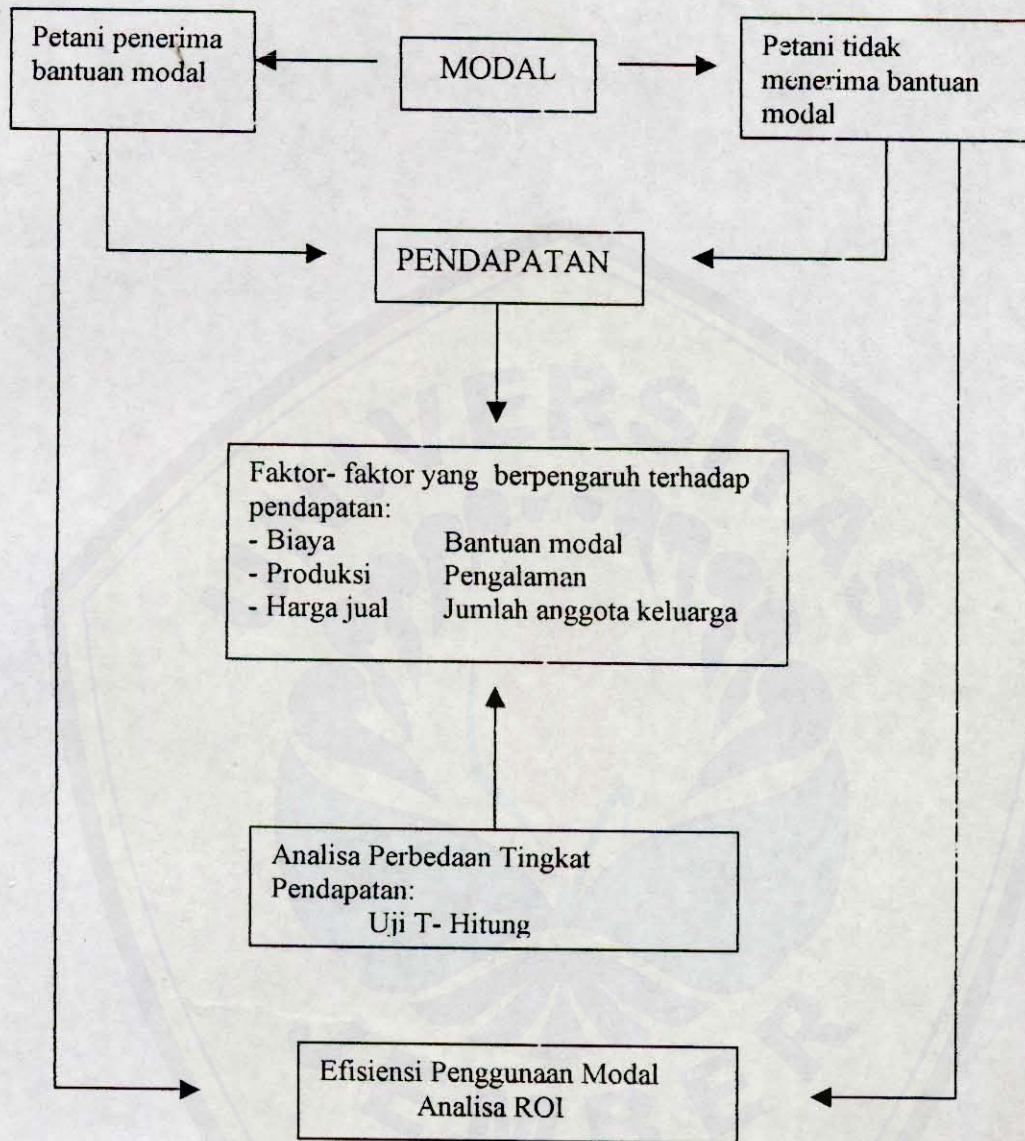 Petani penerima
bantuan modal
MODAL
Petani tidak
menerima bantuan
modal
PENDAPATAN
Faktor- faktor yang berpengaruh terhadap
pendapatan:
- Biaya Bantuan modal
- Produksi Pengalaman
- Harga jual Jumlah anggota keluarga
Analisa Perbedaan Tingkat
Pendapatan:
Uji T- Hitung
Efisiensi Penggunaan Modal
Analisa ROI
UNIVERSITAS
JEMBER